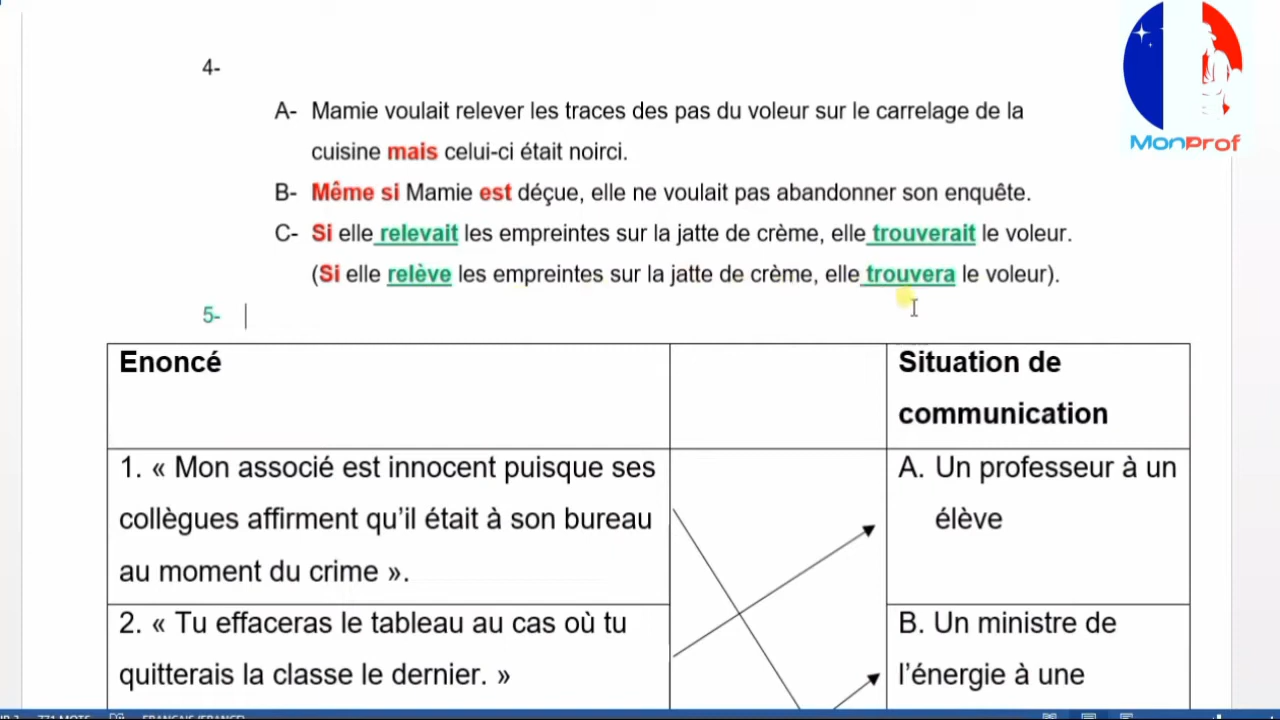 4-
A- Mamie voulait relever les traces des pas du voleur sur le carrelage de la
cuisine mais celui-ci était noirci.
B- Même si Mamie est déçue, elle ne voulait pas abandonner son enquête.
C- Si elle relevait les empreintes sur la jatte de crème, elle trouverait le voleur.
(Si elle relève les empreintes sur la jatte de crème, elle trouvera le voleur).
5-
MonProf
Enoncé
Situation de
communication
1. « Mon associé est innocent puisque ses
collègues affirment qu'il était à son bureau
au moment du crime ».
A. Un professeur à un
élève
2. « Tu effaceras le tableau au cas où tu
quitterais la classe le dernier. »
B. Un ministre de
l'énergie à une